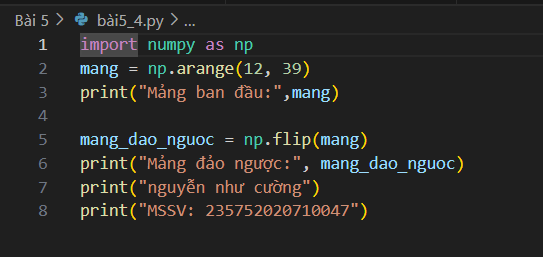 Bài 5 > bài5_4.py > ...
1 import numpy as np
2 mang = np.arange(12, 39)
3 print("Mảng ban đầu:",mang)
4
5 mang_dao_nguoc = np.flip(mang)
6 print("Mảng đảo ngược:", mang_dao_nguoc)
7 print("nguyễn như cường")
8 print("MSSV: 235752020710047")